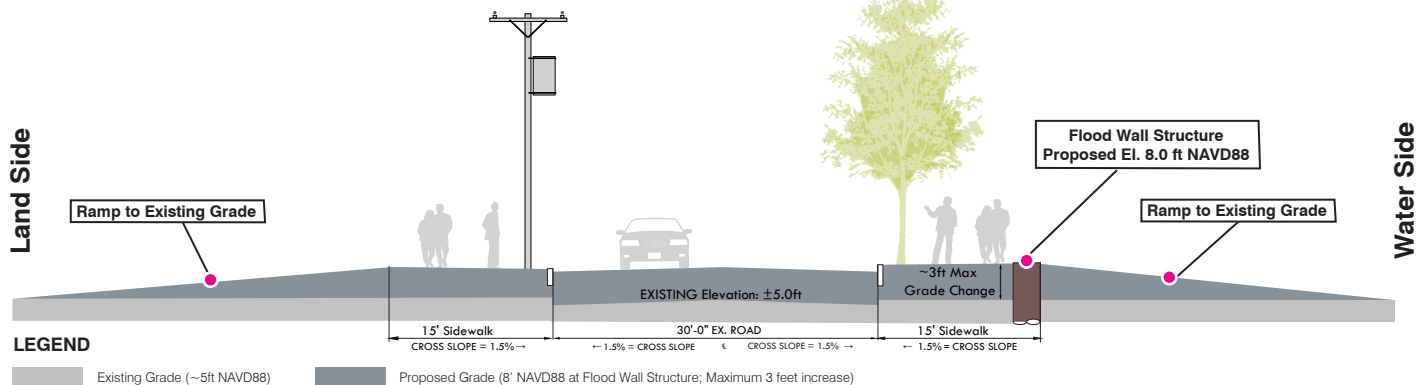 Land Side
Ramp to Existing Grade
Flood Wall Structure
Proposed El. 8.0 ft NAVD88
Ramp to Existing Grade
Water Side
~3ft Max
Grade Change
EXISTING Elevation: ±5.0ft
15' Sidewalk
30'-0" EX. ROAD
15' Sidewalk
CROSS SLOPE = 1.5% →
←1.5% = CROSS SLOPE ℄ CROSS SLOPE = 1.5% →
← 1.5% = CROSS SLOPE
LEGEND
Existing Grade (~5ft NAVD88)
Proposed Grade (8' NAVD88 at Flood Wall Structure; Maximum 3 feet increase)